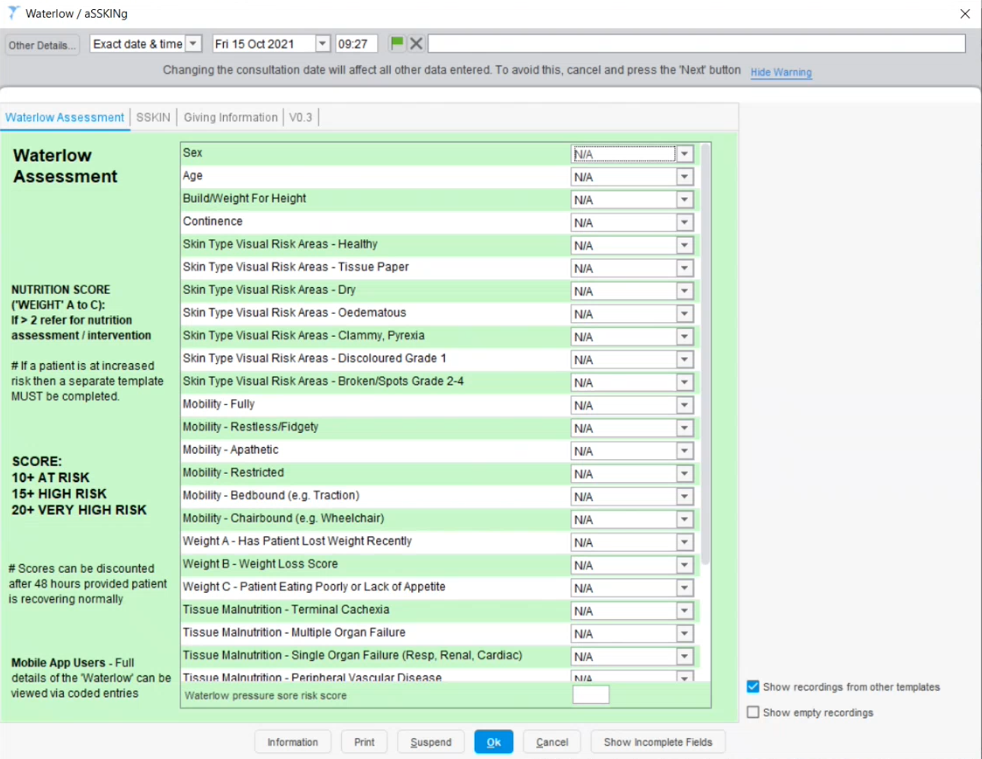 Waterlow / aSSKINg
Other Details...
Exact date & time
Fri 15 Oct 2021
09:27
Changing the consultation date will affect all other data entered. To avoid this, cancel and press the 'Next' button
Hide Warning
Waterlow Assessment
SSKIN
Giving Information
V0.3
Waterlow
Assessment
NUTRITION SCORE
('WEIGHT' A to C):
If > 2 refer for nutrition
assessment / intervention
# If a patient is at increased
risk then a separate template
MUST be completed.
SCORE:
10+ AT RISK
15+ HIGH RISK
20+ VERY HIGH RISK
# Scores can be discounted
after 48 hours provided patient
is recovering normally
Mobile App Users - Full
details of the 'Waterlow' can be
viewed via coded entries
Sex N/A
Age N/A
Build/Weight For Height N/A
Continence N/A
Skin Type Visual Risk Areas - Healthy N/A
Skin Type Visual Risk Areas - Tissue Paper N/A
Skin Type Visual Risk Areas - Dry N/A
Skin Type Visual Risk Areas - Oedematous N/A
Skin Type Visual Risk Areas - Clammy, Pyrexia N/A
Skin Type Visual Risk Areas - Discoloured Grade 1 N/A
Skin Type Visual Risk Areas - Broken/Spots Grade 2-4 N/A
Mobility - Fully N/A
Mobility - Restless/Fidgety N/A
Mobility - Apathetic N/A
Mobility - Restricted N/A
Mobility - Bedbound (e.g. Traction) N/A
Mobility - Chairbound (e.g. Wheelchair) N/A
Weight A - Has Patient Lost Weight Recently N/A
Weight B - Weight Loss Score N/A
Weight C - Patient Eating Poorly or Lack of Appetite N/A
Tissue Malnutrition - Terminal Cachexia N/A
Tissue Malnutrition - Multiple Organ Failure N/A
Tissue Malnutrition - Single Organ Failure (Resp, Renal, Cardiac) N/A
Tissue Malnutrition - Peripheral Vascular Disease N/A
Waterlow pressure sore risk score
Show recordings from other templates
Show empty recordings
Information
Print
Suspend
Ok
Cancel
Show Incomplete Fields